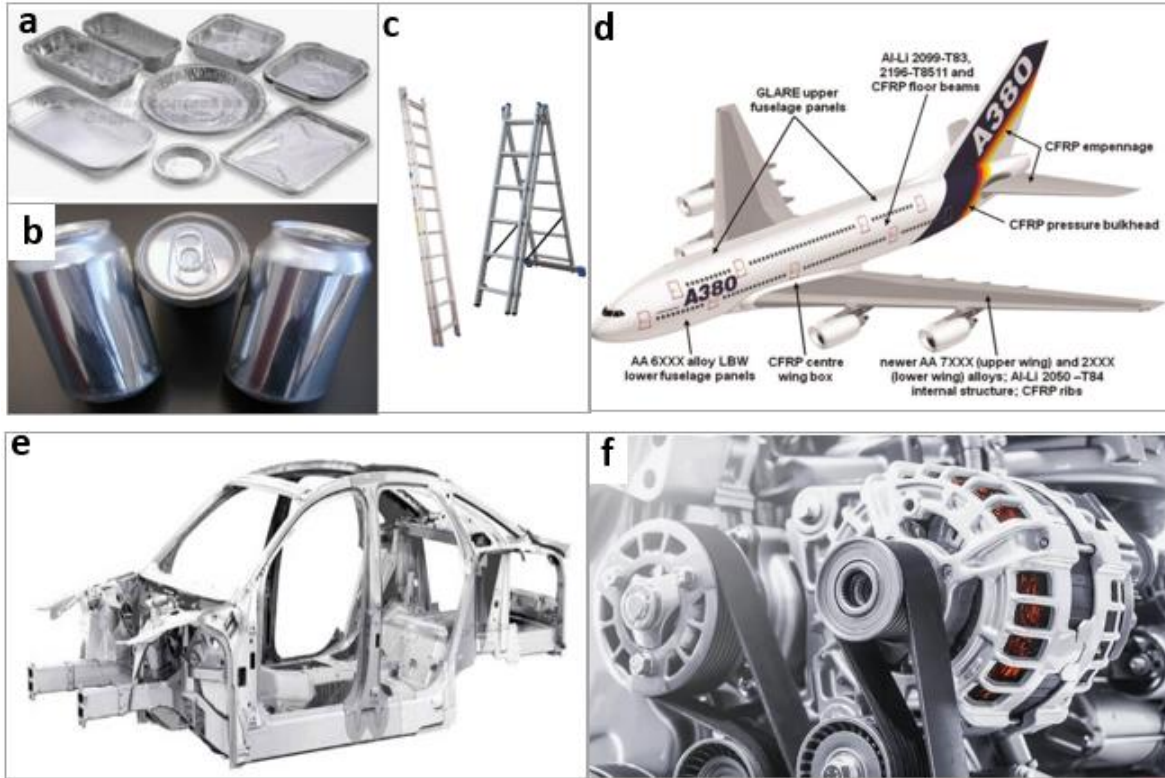 a
b
c
d
Al-Li 2099-T83,
2196-T8511 and
CFRP floor beams
GLARE upper
fuselage panels
A380
CFRP empennage
CFRP pressure bulkhead
A380
AA 6XXX alloy LBW
lower fuselage panels
CFRP centre
wing box
newer AA 7XXX (upper wing) and 2XXX
(lower wing) alloys; Al-Li 2050 –T84
internal structure; CFRP ribs
e
f